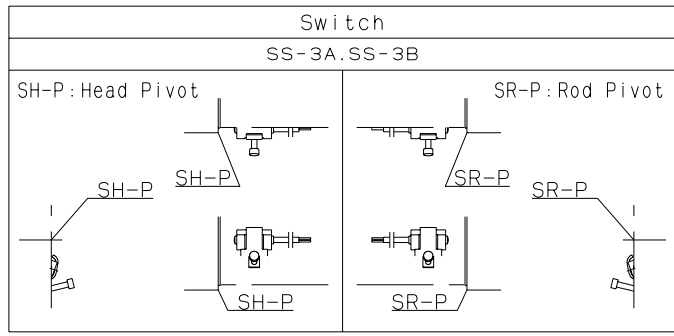 Switch
SS-3A.SS-3B
SH-P:Head Pivot
SR-P:Rod Pivot
SH-P
SR-P
SH-P
SR-P
SH-P
SR-P